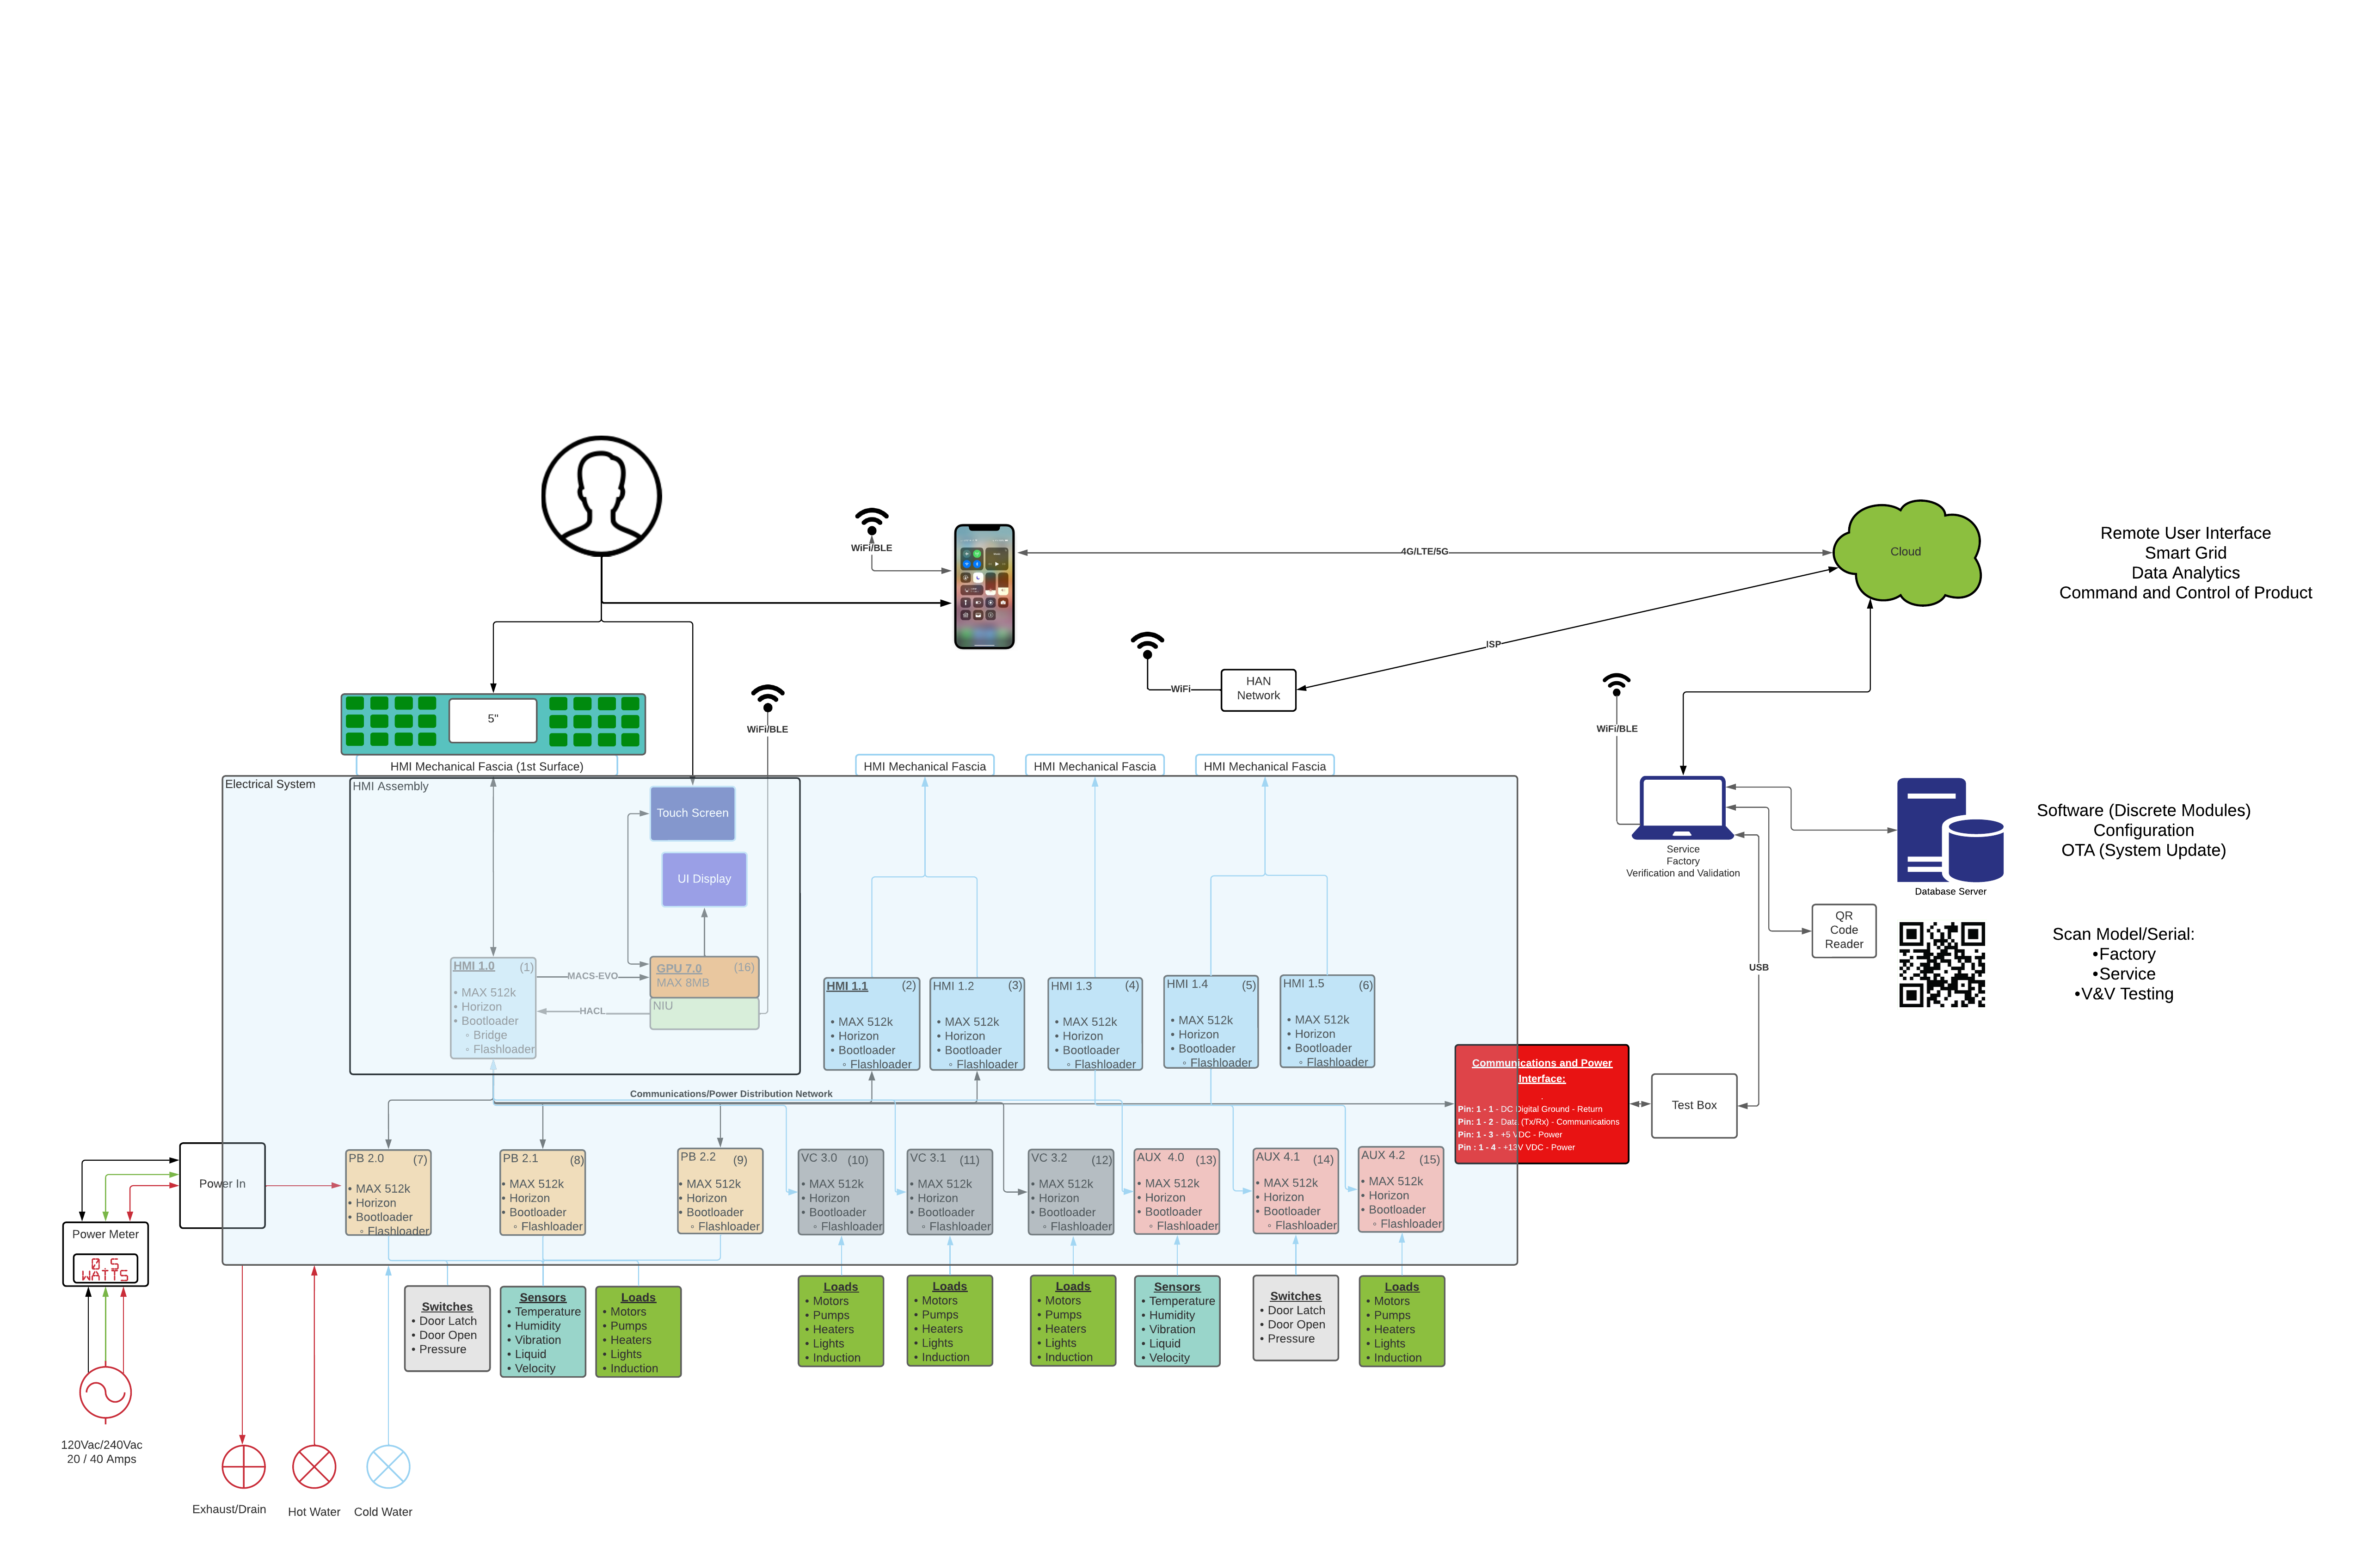 WiFi/BLE
4G/LTE/5G
Cloud
Remote User Interface
Smart Grid
Data Analytics
Command and Control of Product
ISP
HAN
Network
WiFi
5"
WiFi/BLE
WiFi/BLE
HMI Mechanical Fascia (1st Surface)
HMI Mechanical Fascia
HMI Mechanical Fascia
HMI Mechanical Fascia
Electrical System
HMI Assembly
Touch Screen
UI Display
Service
Factory
Verification and Validation
Database Server
Software (Discrete Modules)
Configuration
OTA (System Update)
QR
Code
Reader
Scan Model/Serial:
•Factory
•Service
•V&V Testing
USB
HMI 1.0 (1)
• MAX 512k
• Horizon
• Bootloader
◦ Bridge
◦ Flashloader
MACS-EVO
HACL
GPU 7.0 (16)
MAX 8MB
NIU
HMI 1.1 (2)
• MAX 512k
• Horizon
• Bootloader
◦ Flashloader
HMI 1.2 (3)
• MAX 512k
• Horizon
• Bootloader
◦ Flashloader
HMI 1.3 (4)
• MAX 512k
• Horizon
• Bootloader
◦ Flashloader
HMI 1.4 (5)
• MAX 512k
• Horizon
• Bootloader
◦ Flashloader
HMI 1.5 (6)
• MAX 512k
• Horizon
• Bootloader
◦ Flashloader
Communications/Power Distribution Network
Communications and Power
Interface:
.
Pin: 1 - 1 - DC Digital Ground - Return
Pin: 1 - 2 - Data (Tx/Rx) - Communications
Pin: 1 - 3 - +5 VDC - Power
Pin : 1 - 4 - +13V VDC - Power
Test Box
Power In
PB 2.0 (7)
• MAX 512k
• Horizon
• Bootloader
◦ Flashloader
PB 2.1 (8)
• MAX 512k
• Horizon
• Bootloader
◦ Flashloader
PB 2.2 (9)
• MAX 512k
• Horizon
• Bootloader
◦ Flashloader
VC 3.0 (10)
• MAX 512k
• Horizon
• Bootloader
◦ Flashloader
VC 3.1 (11)
• MAX 512k
• Horizon
• Bootloader
◦ Flashloader
VC 3.2 (12)
• MAX 512k
• Horizon
• Bootloader
◦ Flashloader
AUX 4.0 (13)
• MAX 512k
• Horizon
• Bootloader
◦ Flashloader
AUX 4.1 (14)
• MAX 512k
• Horizon
• Bootloader
◦ Flashloader
AUX 4.2 (15)
• MAX 512k
• Horizon
• Bootloader
◦ Flashloader
Power Meter
0.5
WATTS
Switches
• Door Latch
• Door Open
• Pressure
Sensors
• Temperature
• Humidity
• Vibration
• Liquid
• Velocity
Loads
• Motors
• Pumps
• Heaters
• Lights
• Induction
Loads
• Motors
• Pumps
• Heaters
• Lights
• Induction
Loads
• Motors
• Pumps
• Heaters
• Lights
• Induction
Loads
• Motors
• Pumps
• Heaters
• Lights
• Induction
Sensors
• Temperature
• Humidity
• Vibration
• Liquid
• Velocity
Switches
• Door Latch
• Door Open
• Pressure
Loads
• Motors
• Pumps
• Heaters
• Lights
• Induction
120Vac/240Vac
20 / 40 Amps
Exhaust/Drain
Hot Water
Cold Water